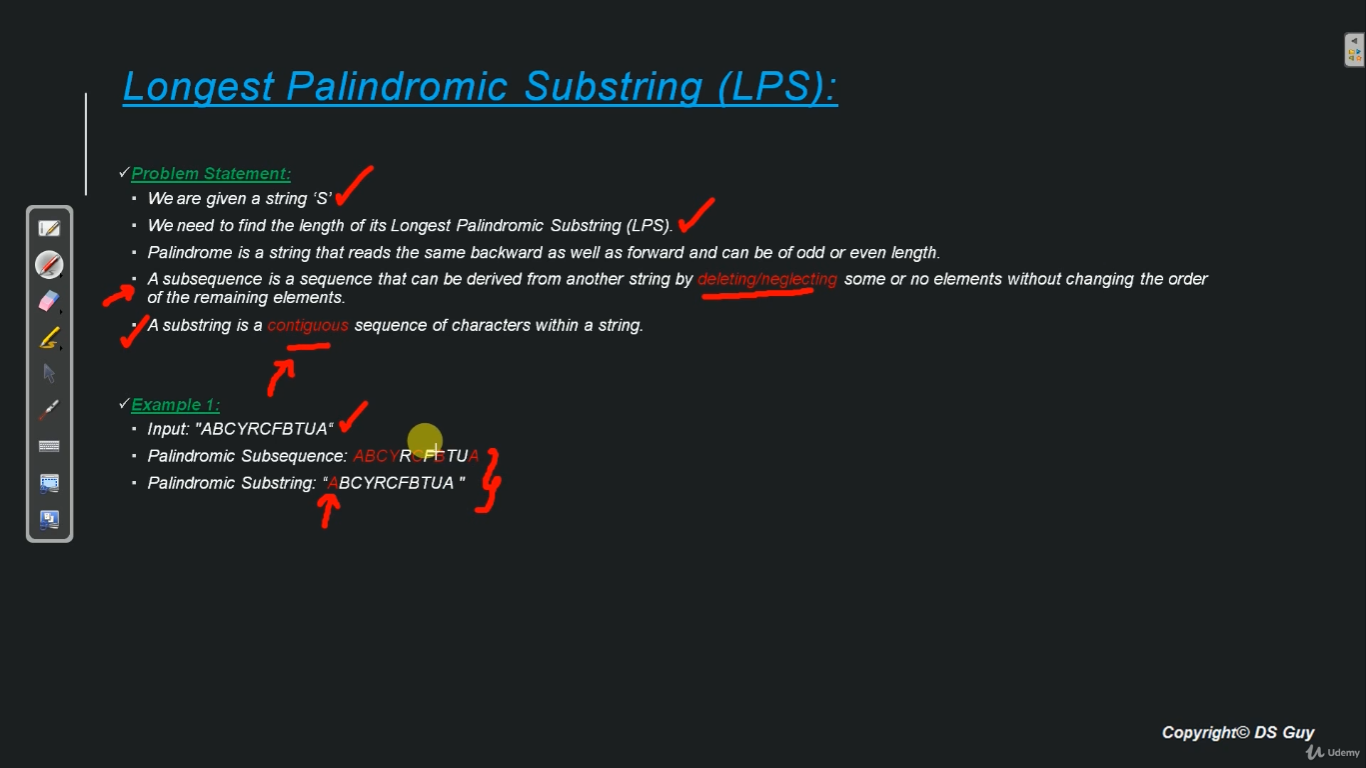 Longest Palindromic Substring (LPS):
Problem Statement:
We are given a string ‘S’
We need to find the length of its Longest Palindromic Substring (LPS).
Palindrome is a string that reads the same backward as well as forward and can be of odd or even length.
A subsequence is a sequence that can be derived from another string by deleting/neglecting some or no elements without changing the order
of the remaining elements.
A substring is a contiguous sequence of characters within a string.
Example 1:
Input: "ABCYRCFBTUA“
Palindromic Subsequence: ABCYRCFBTUA
Palindromic Substring: “ABCYRCFBTUA "
Copyright© DS Guy
Udemy